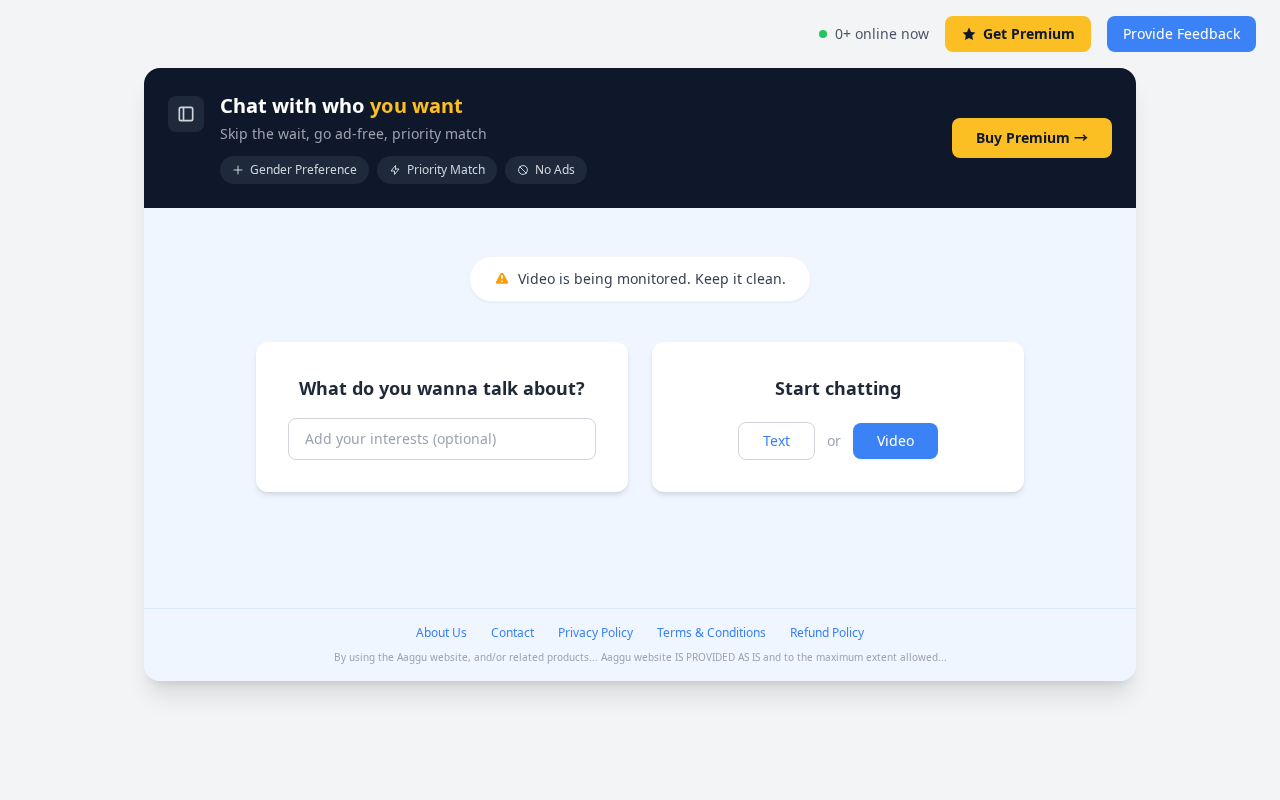 0+ online now
Get Premium
Provide Feedback
Chat with who you want
Skip the wait, go ad-free, priority match
Gender Preference
Priority Match
No Ads
Buy Premium →
Video is being monitored. Keep it clean.
What do you wanna talk about?
Add your interests (optional)
Start chatting
Text or Video
About Us Contact Privacy Policy Terms & Conditions Refund Policy
By using the Aaggu website, and/or related products... Aaggu website IS PROVIDED AS IS and to the maximum extent allowed...